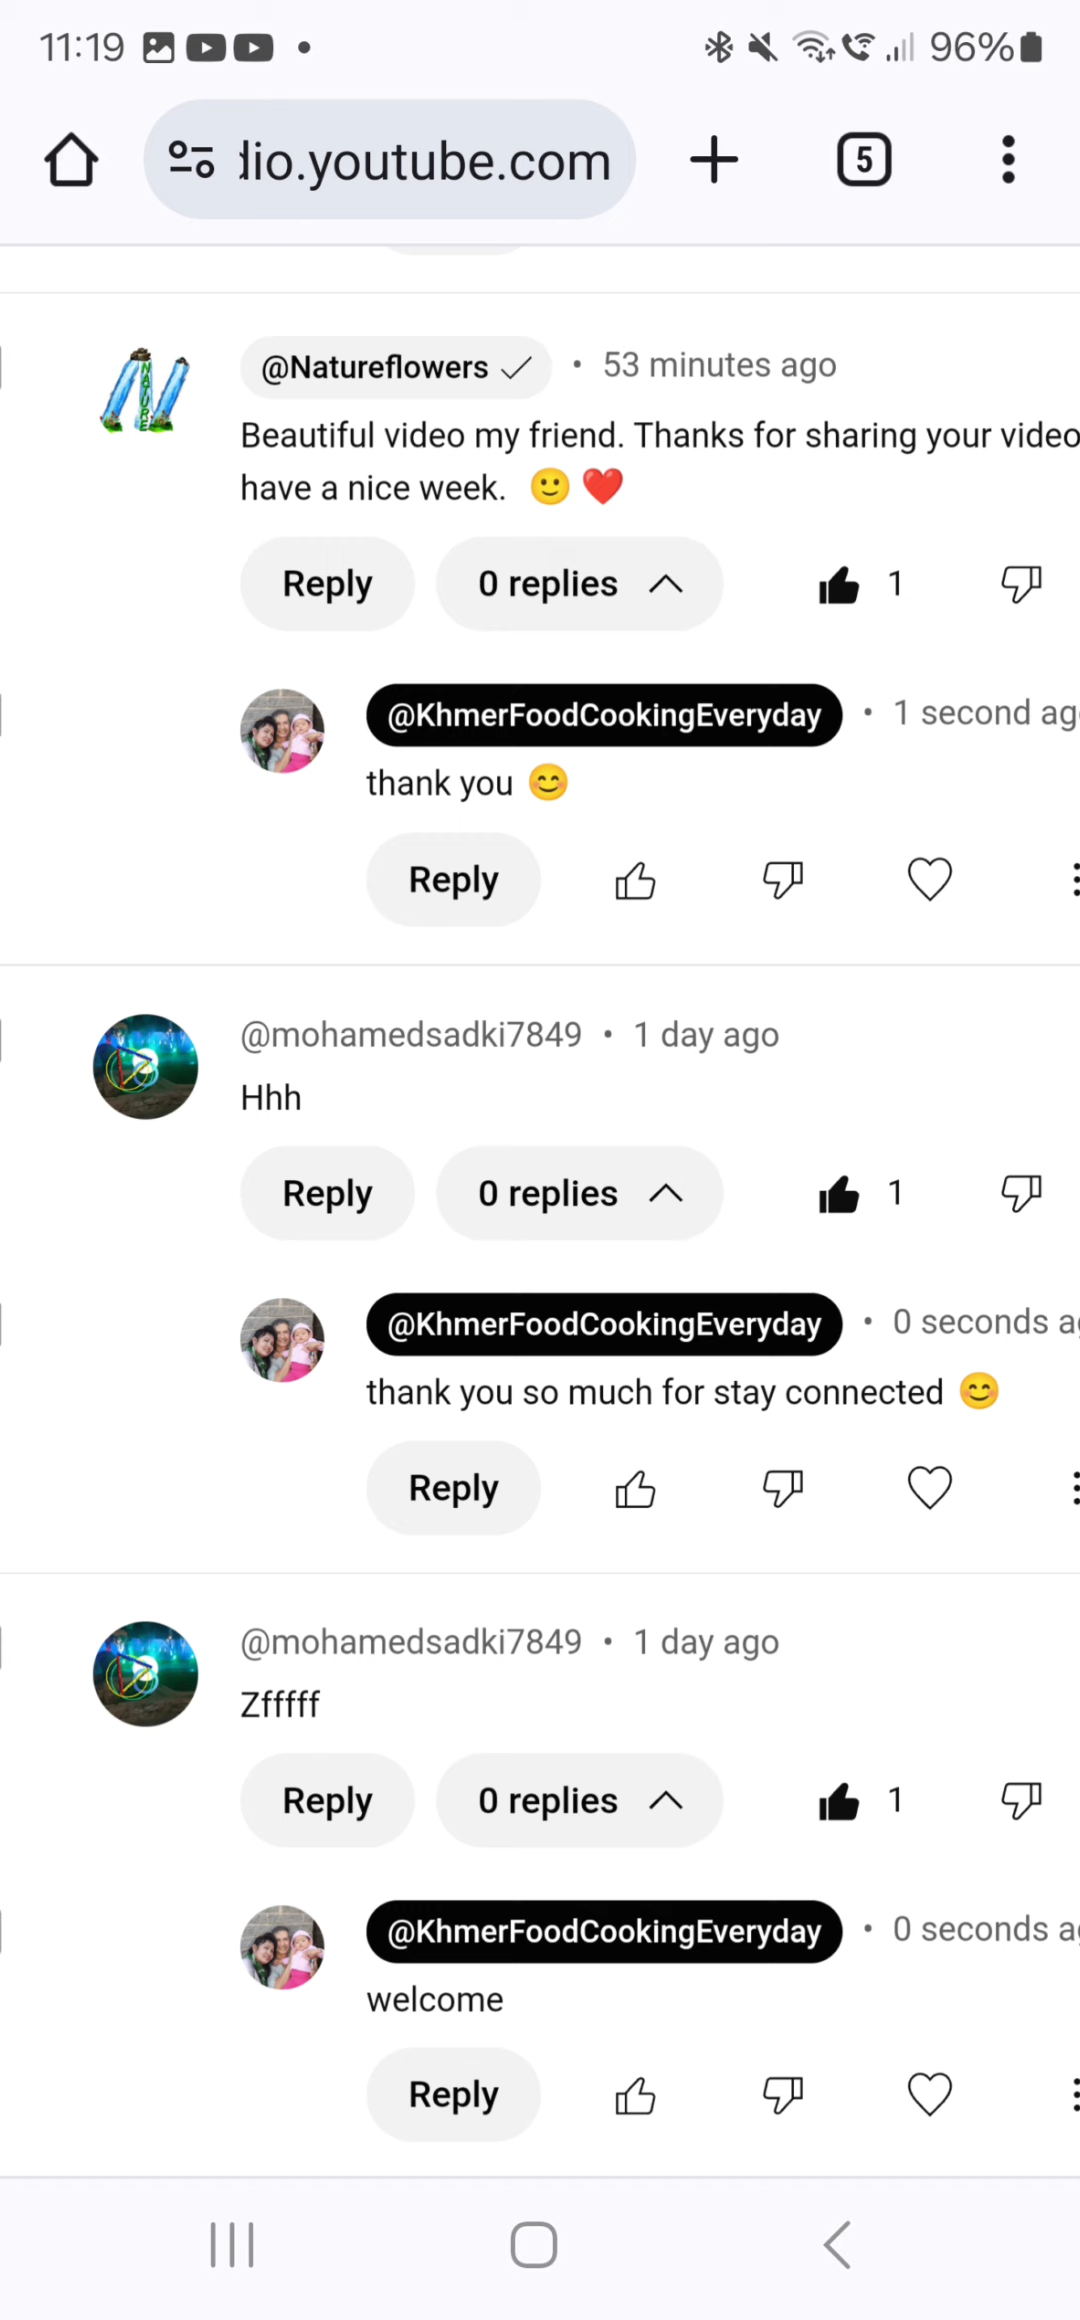 11:19
96%
lio.youtube.com
5
@Natureflowers • 53 minutes ago
NATURE
Beautiful video my friend. Thanks for sharing your video
have a nice week. 🙂 ❤️
Reply 0 replies 1
@KhmerFoodCookingEveryday • 1 second ag
thank you 😊
Reply
@mohamedsadki7849 • 1 day ago
Hhh
Reply 0 replies 1
@KhmerFoodCookingEveryday • 0 seconds a
thank you so much for stay connected 😊
Reply
@mohamedsadki7849 • 1 day ago
Zfffff
Reply 0 replies 1
@KhmerFoodCookingEveryday • 0 seconds a
welcome
Reply